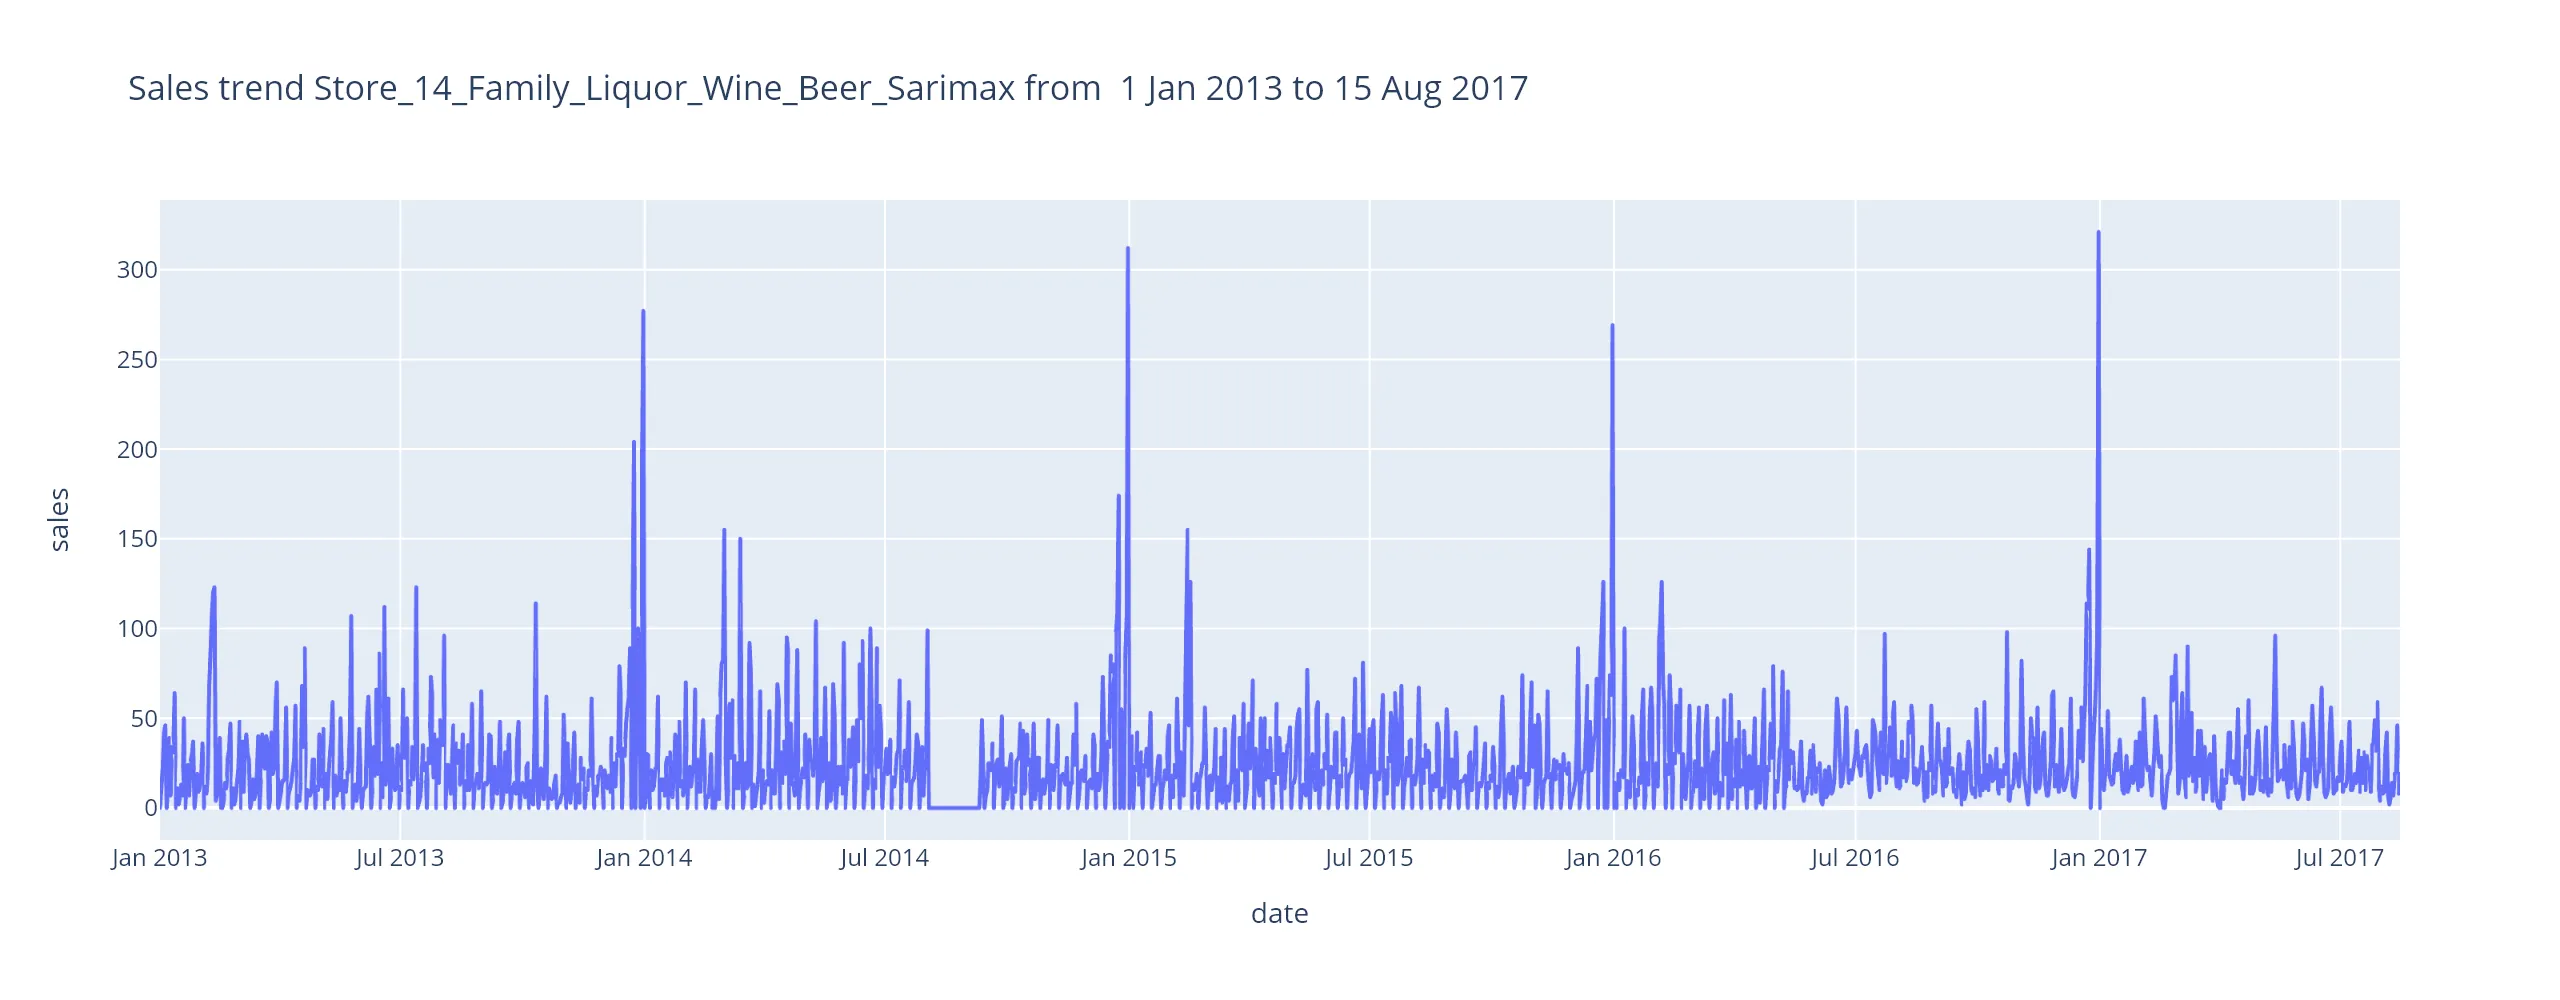 Sales trend Store_14_Family_Liquor_Wine_Beer_Sarimax from  1 Jan 2013 to 15 Aug 2017
300
250
200
150
100
50
0
sales
Jan 2013
Jul 2013
Jan 2014
Jul 2014
Jan 2015
Jul 2015
Jan 2016
Jul 2016
Jan 2017
Jul 2017
date